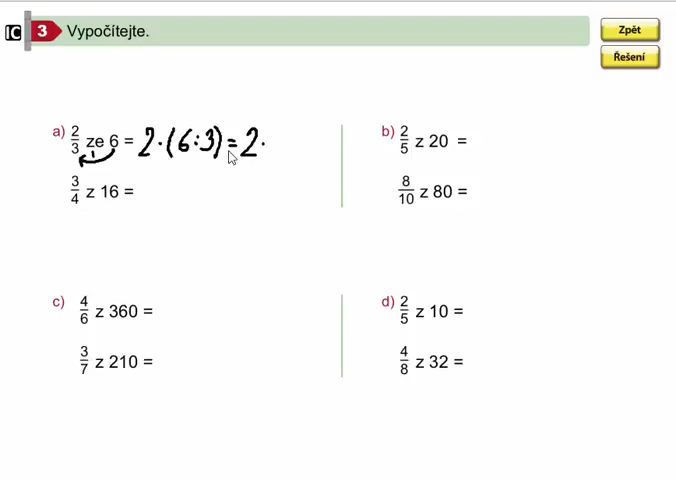 IC 3 Vypočítejte.
Zpět
Řešení
a) 2/3 ze 6 = 2·(6:3)=2·
3/4 z 16 =
b) 2/5 z 20 =
8/10 z 80 =
c) 4/6 z 360 =
3/7 z 210 =
d) 2/5 z 10 =
4/8 z 32 =